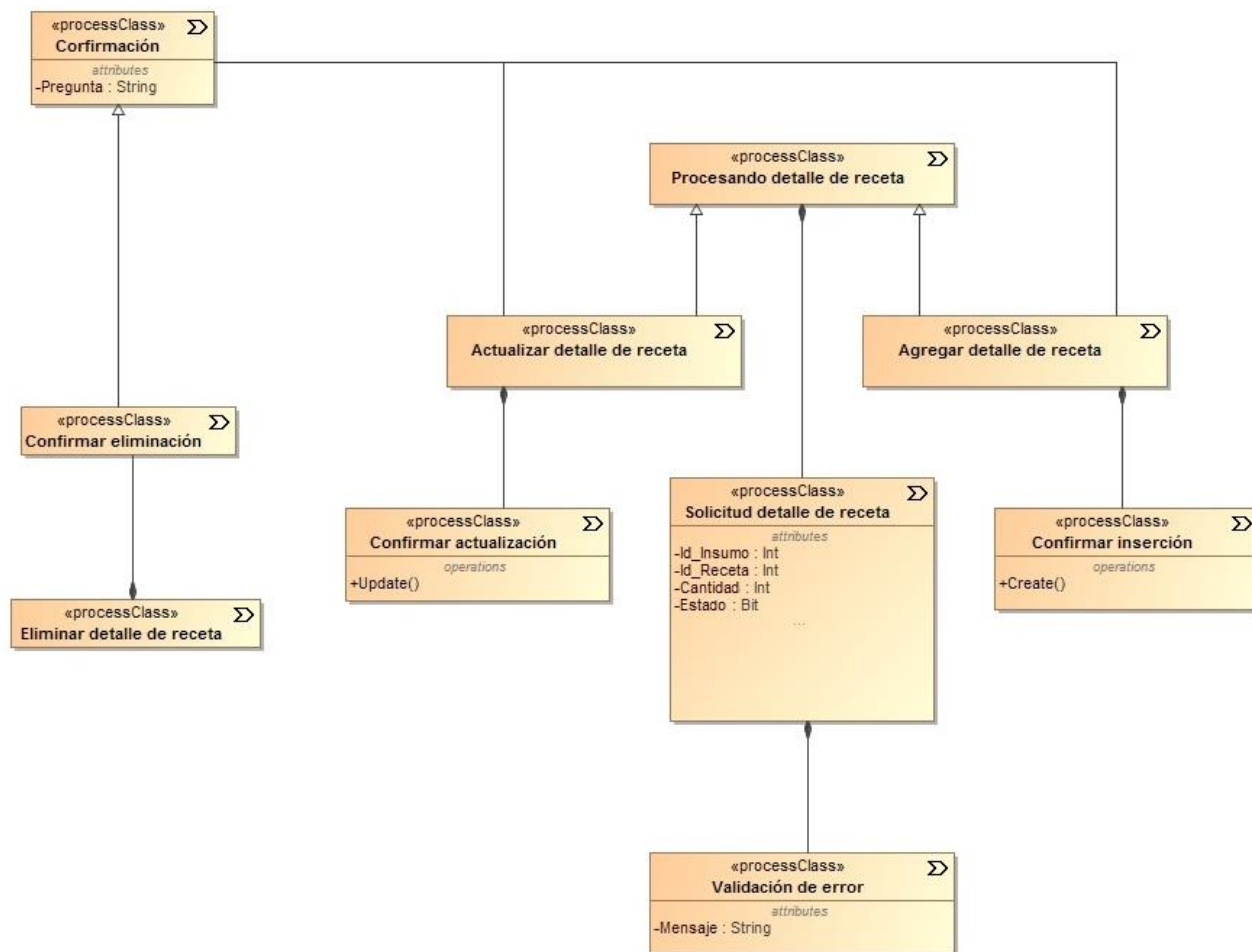 «processClass»
Corfirmación
attributes
-Pregunta : String
«processClass»
Procesando detalle de receta
«processClass»
Actualizar detalle de receta
«processClass»
Agregar detalle de receta
«processClass»
Confirmar eliminación
«processClass»
Confirmar actualización
operations
+Update()
«processClass»
Solicitud detalle de receta
attributes
-Id_Insumo : Int
-Id_Receta : Int
-Cantidad : Int
-Estado : Bit
...
«processClass»
Confirmar inserción
operations
+Create()
«processClass»
Eliminar detalle de receta
«processClass»
Validación de error
attributes
-Mensaje : String